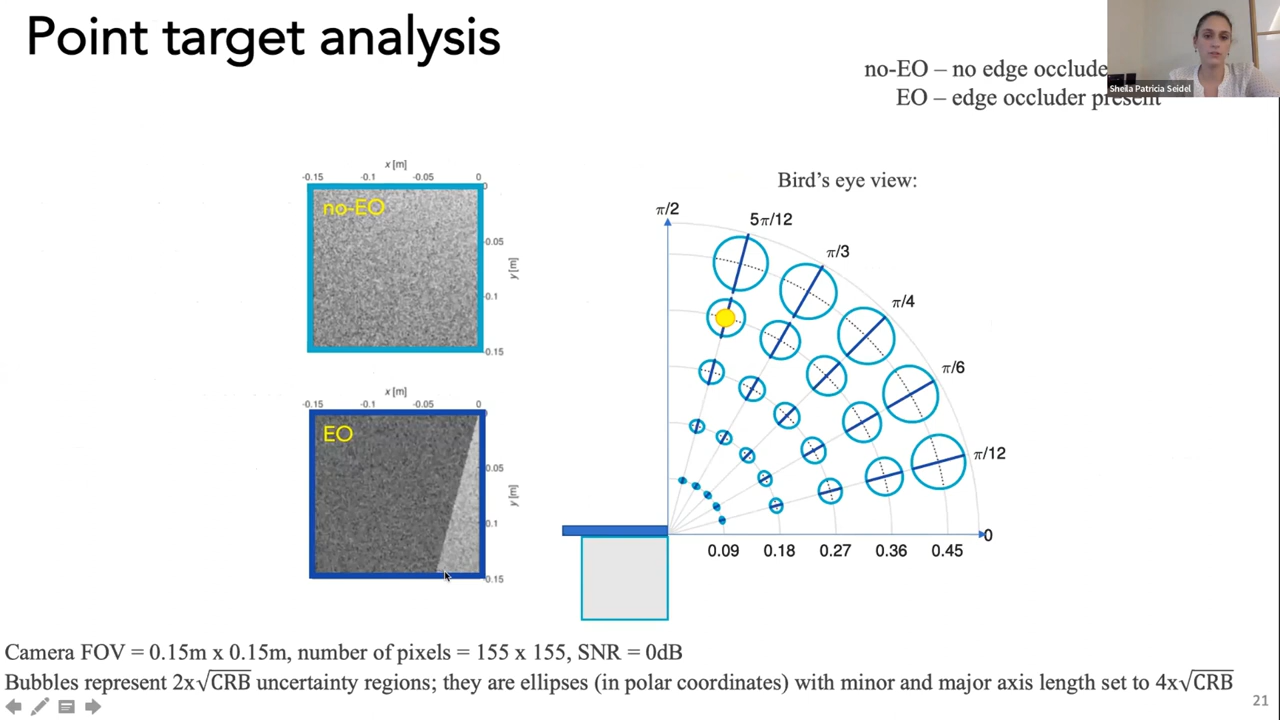 Point target analysis
no-EO – no edge occlude
EO – edge occluder present
Sheila Patricia Seidel
x [m]
-0.15 -0.1 -0.05 0
no-EO
0
-0.05
-0.1
0.15
y [m]
x [m]
-0.15 -0.1 -0.05 0
EO
0.05
0.1
0.15
y [m]
Bird’s eye view:
π/2
5π/12
π/3
π/4
π/6
π/12
0
0.09 0.18 0.27 0.36 0.45
Camera FOV = 0.15m x 0.15m, number of pixels = 155 x 155, SNR = 0dB
Bubbles represent 2x√CRB uncertainty regions; they are ellipses (in polar coordinates) with minor and major axis length set to 4x√CRB
21